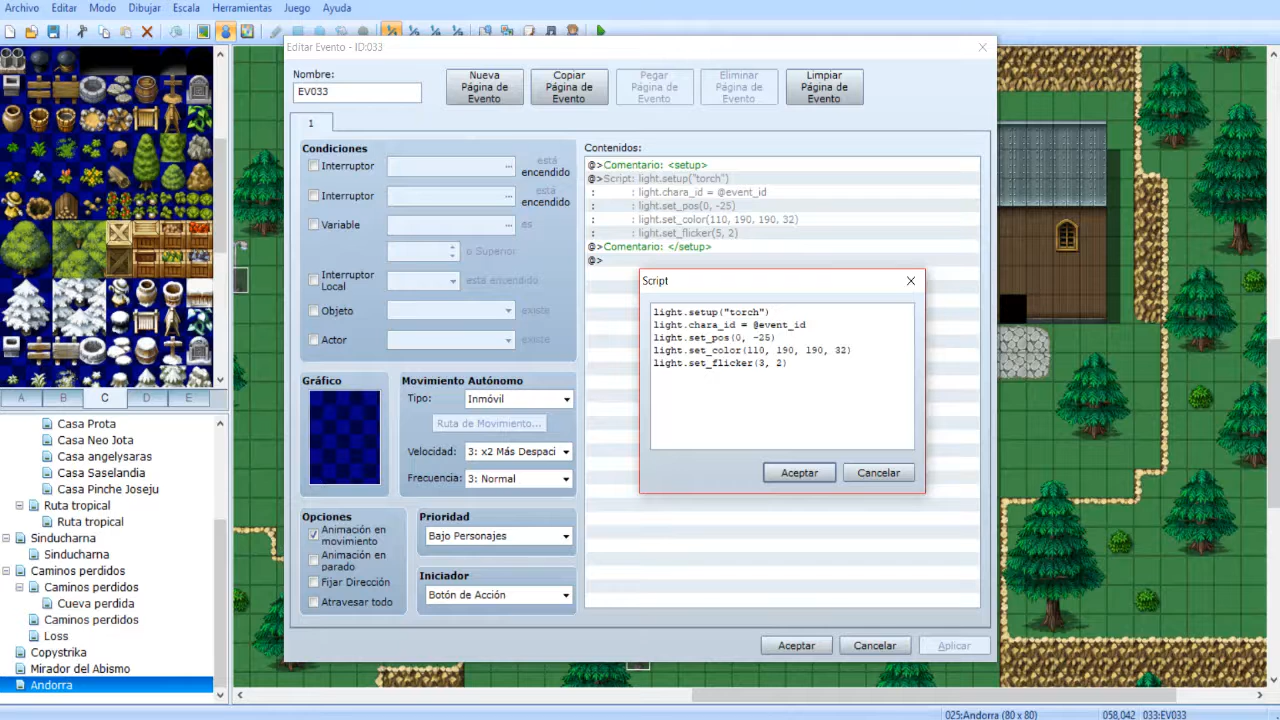 Archivo Editar Modo Dibujar Escala Herramientas Juego Ayuda
Editar Evento - ID:033
Nombre:
EV033
Nueva Página de Evento
Copiar Página de Evento
Pegar Página de Evento
Eliminar Página de Evento
Limpiar Página de Evento
1
Condiciones
Interruptor ... está encendido
Interruptor ... está encendido
Variable ... es
o Superior
Interruptor Local está encendido
Objeto existe
Actor existe
Gráfico
Movimiento Autónomo
Tipo: Inmóvil
Ruta de Movimiento...
Velocidad: 3: x2 Más Despaci
Frecuencia: 3: Normal
Opciones
Animación en movimiento
Animación en parado
Fijar Dirección
Atravesar todo
Prioridad
Bajo Personajes
Iniciador
Botón de Acción
Contenidos:
@>Comentario: <setup>
@>Script: light.setup("torch")
: : light.chara_id = @event_id
: : light.set_pos(0, -25)
: : light.set_color(110, 190, 190, 32)
: : light.set_flicker(5, 2)
@>Comentario: </setup>
@>
Script
light.setup("torch")
light.chara_id = @event_id
light.set_pos(0, -25)
light.set_color(110, 190, 190, 32)
light.set_flicker(3, 2)
Aceptar Cancelar
Aceptar Cancelar Aplicar
A B C D E
Casa Prota
Casa Neo Jota
Casa angelysaras
Casa Saselandia
Casa Pinche Joseju
Ruta tropical
Ruta tropical
Sinducharna
Sinducharna
Caminos perdidos
Caminos perdidos
Cueva perdida
Caminos perdidos
Loss
Copystrika
Mirador del Abismo
Andorra
025:Andorra (80 x 80) 058,042 033:EV033